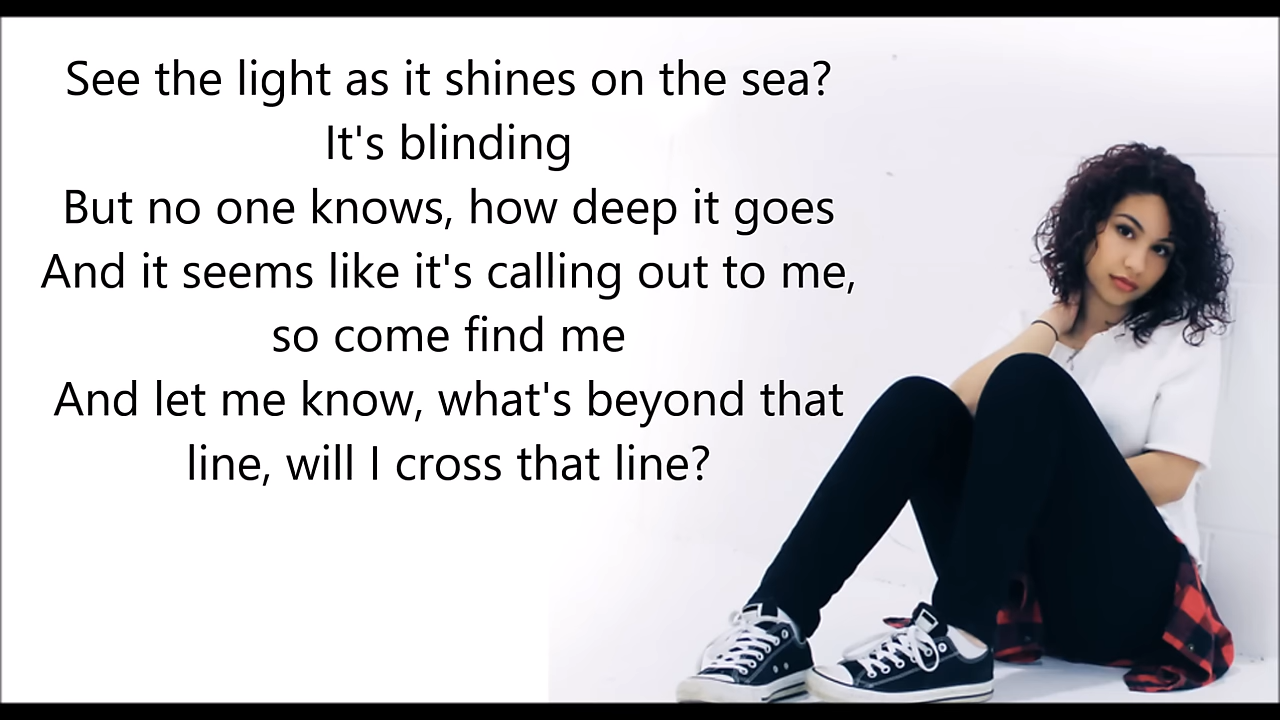 See the light as it shines on the sea?
It's blinding
But no one knows, how deep it goes
And it seems like it's calling out to me,
so come find me
And let me know, what's beyond that
line, will I cross that line?